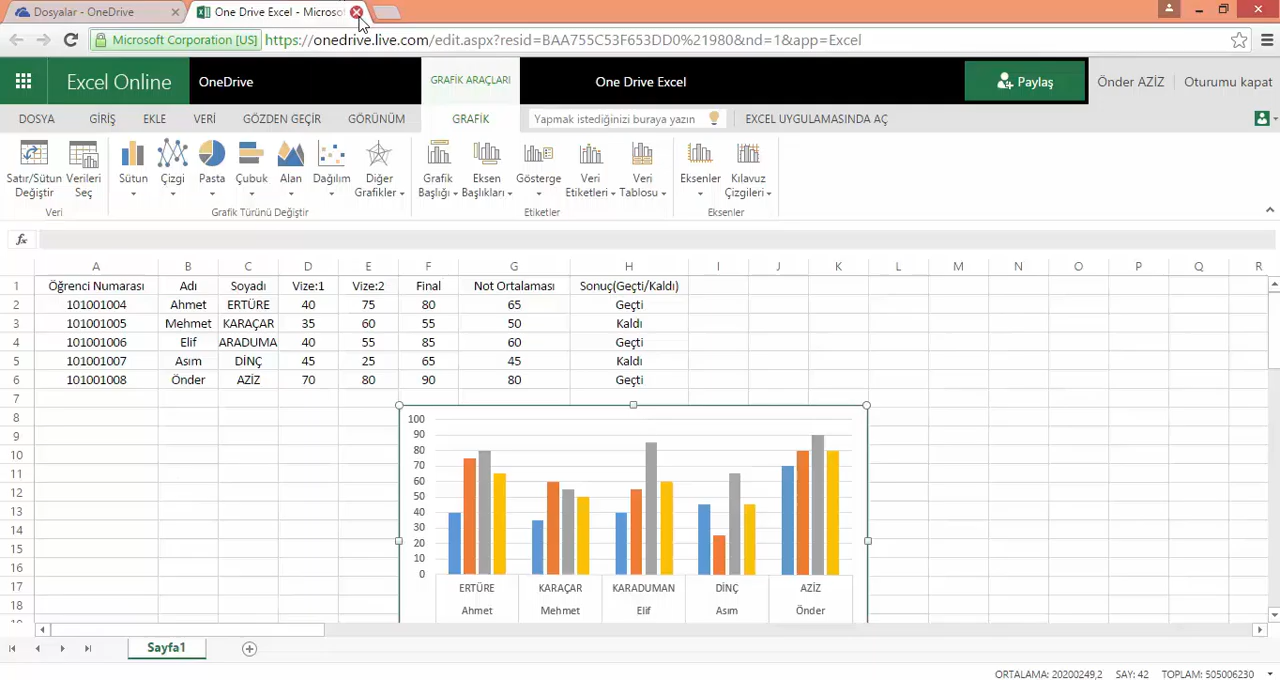 Dosyalar - OneDrive
One Drive Excel - Microso
Microsoft Corporation [US] https://onedrive.live.com/edit.aspx?resid=BAA755C53F653DD0%21980&nd=1&app=Excel
Excel Online OneDrive GRAFİK ARAÇLARI One Drive Excel Paylaş Önder AZİZ Oturumu kapat
DOSYA GİRİŞ EKLE VERİ GÖZDEN GEÇİR GÖRÜNÜM GRAFİK Yapmak istediğinizi buraya yazın EXCEL UYGULAMASINDA AÇ
Satır/Sütun Verileri Sütun Çizgi Pasta Çubuk Alan Dağılım Diğer Grafik Eksen Gösterge Veri Veri Eksenler Kılavuz
Değiştir Seç Grafikler Başlığı Başlıkları Etiketleri Tablosu Çizgileri
Veri Grafik Türünü Değiştir Etiketler Eksenler
fx
A B C D E F G H I J K L M N O P Q R
1 Öğrenci Numarası Adı Soyadı Vize:1 Vize:2 Final Not Ortalaması Sonuç(Geçti/Kaldı)
2 101001004 Ahmet ERTÜRE 40 75 80 65 Geçti
3 101001005 Mehmet KARAÇAR 35 60 55 50 Kaldı
4 101001006 Elif ARADUMA 40 55 85 60 Geçti
5 101001007 Asım DİNÇ 45 25 65 45 Kaldı
6 101001008 Önder AZİZ 70 80 90 80 Geçti
7
8
9
10
11
12
13
14
15
16
17
18
100
90
80
70
60
50
40
30
20
10
0
ERTÜRE KARAÇAR KARADUMAN DİNÇ AZİZ
Ahmet Mehmet Elif Asım Önder
Sayfa1
ORTALAMA: 20200249,2 SAY: 42 TOPLAM: 505006230